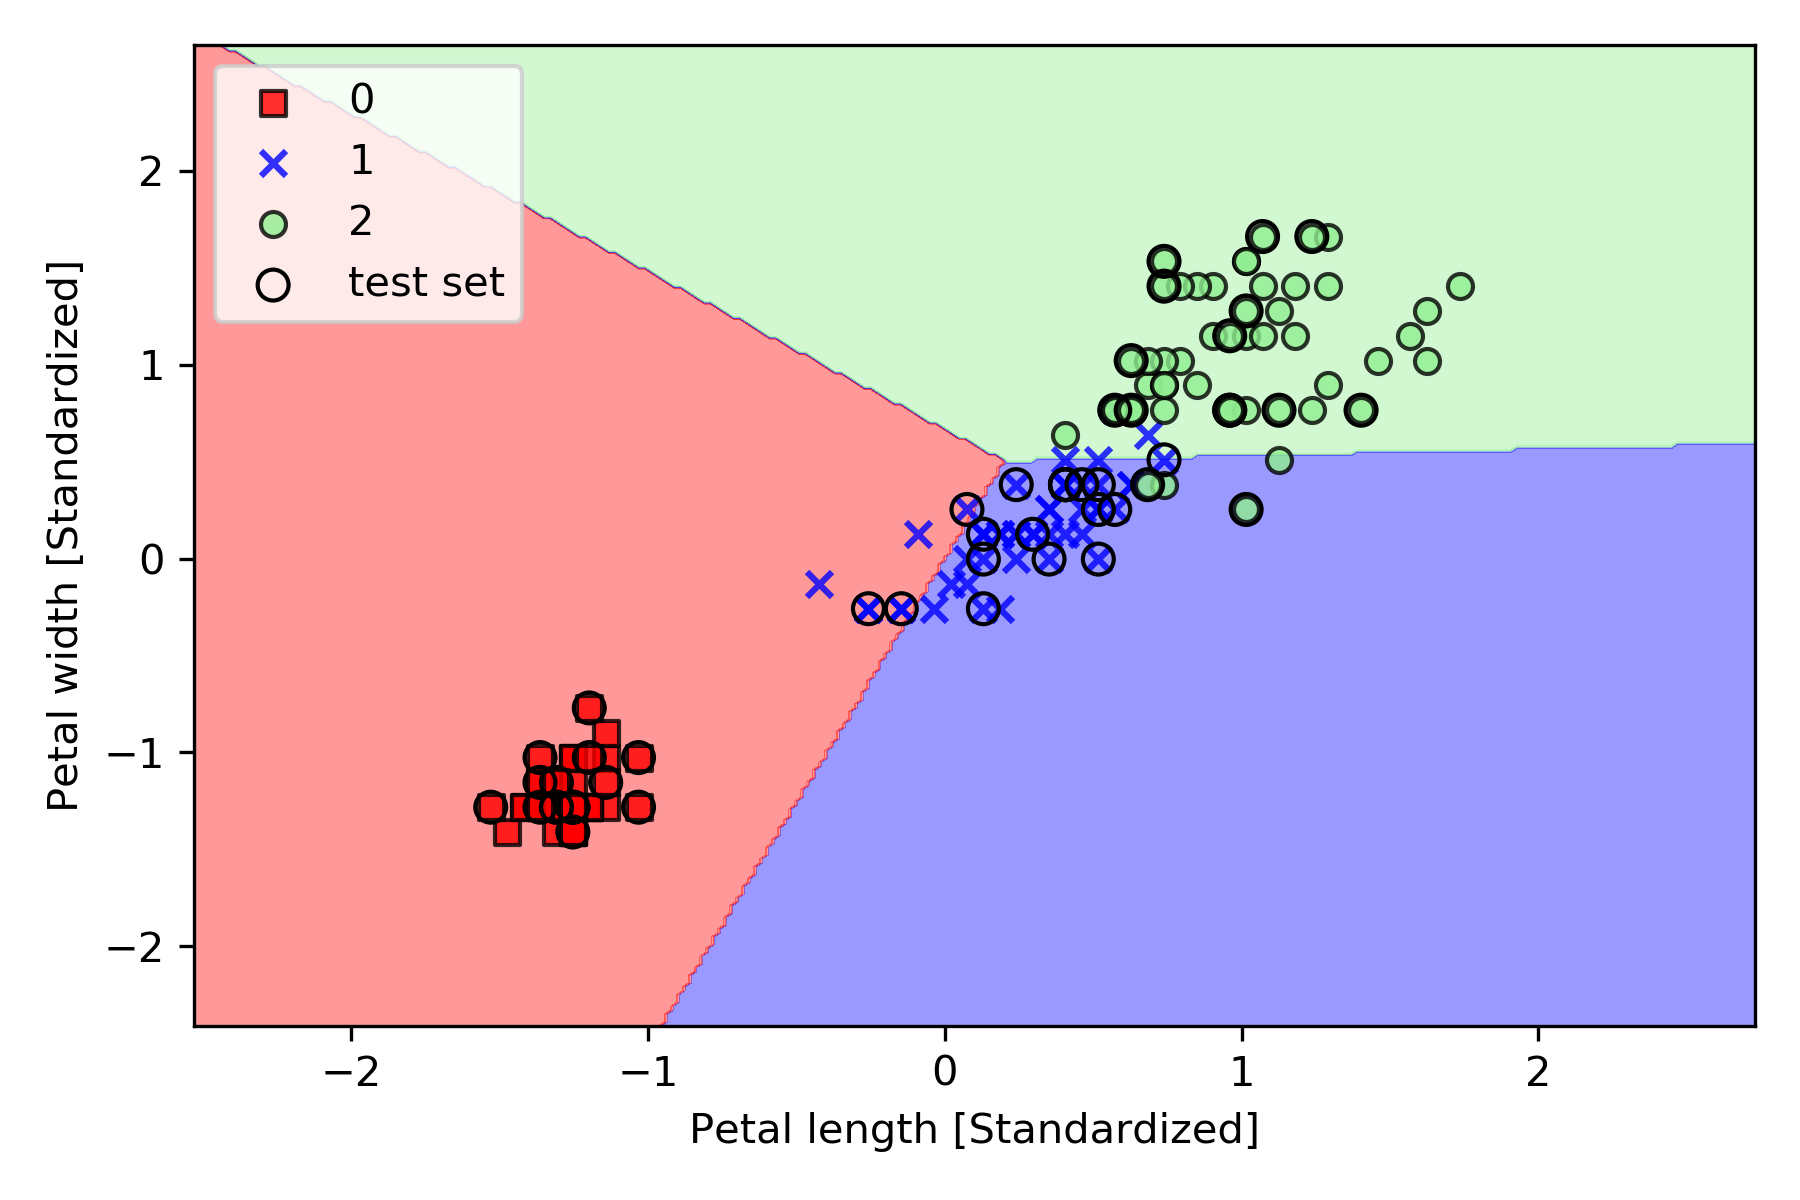 0
1
2
test set
2
1
0
−1
−2
Petal width [Standardized]
−2 −1 0 1 2
Petal length [Standardized]